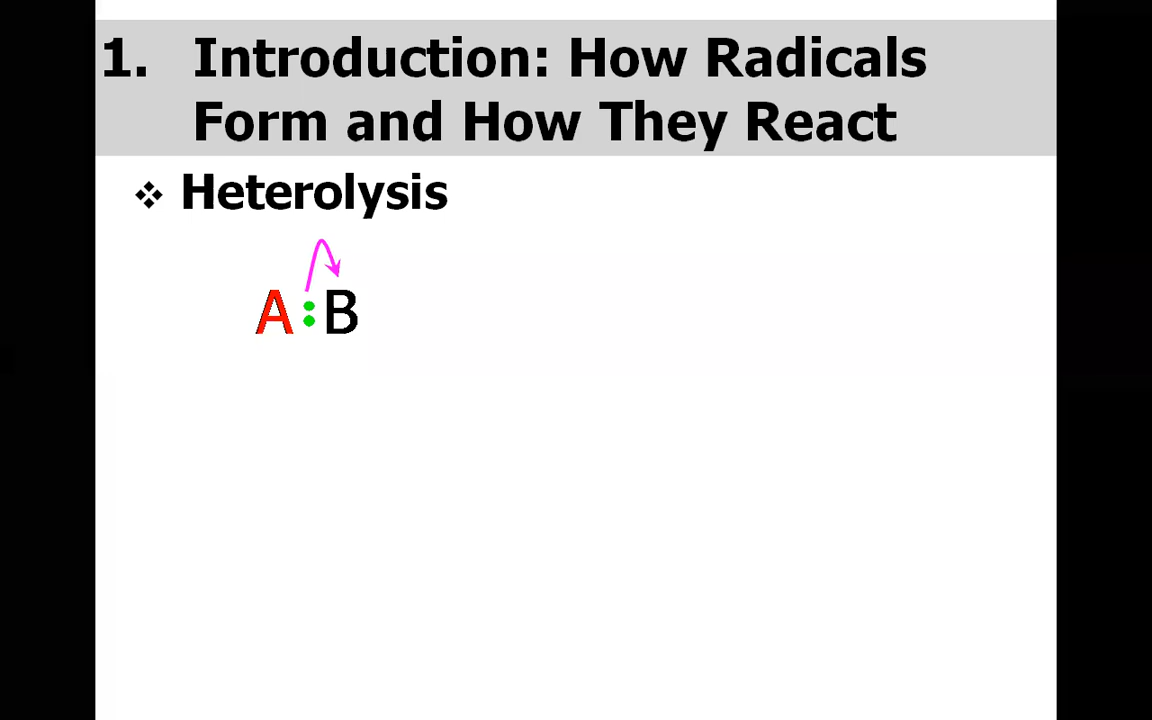 1. Introduction: How Radicals
Form and How They React
❖ Heterolysis
A:B